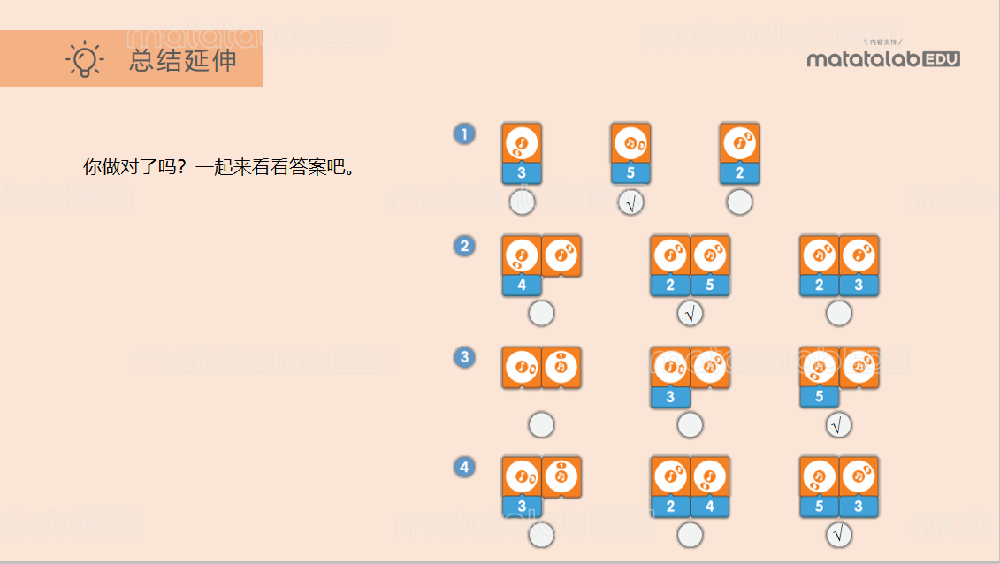 总结延伸
\ 内容支持 /
matatalab EDU
你做对了吗？一起来看看答案吧。
1
3 5 2
√
2
4 2 5 2 3
√
3
3 5
√
4
3 2 4 5 3
√